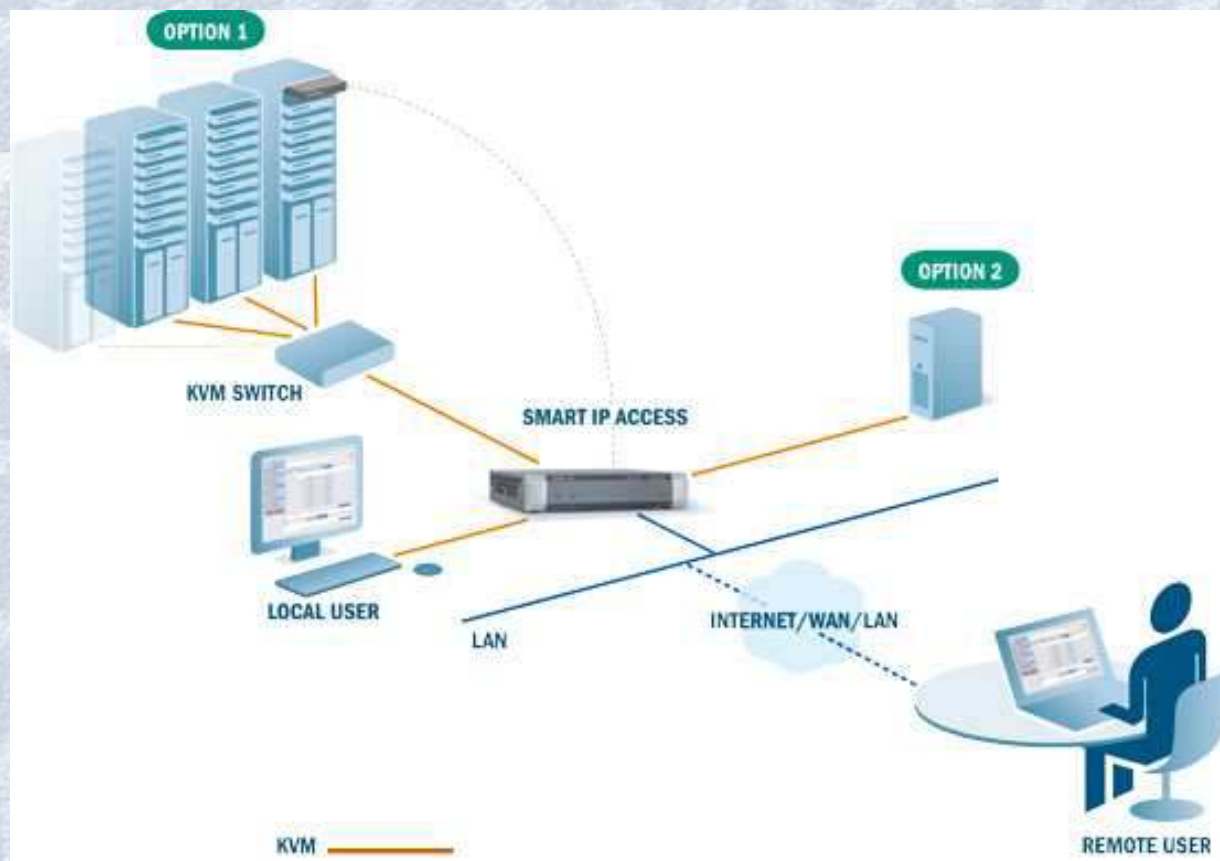 OPTION 1
OPTION 2
KVM SWITCH
SMART IP ACCESS
LOCAL USER
LAN
INTERNET/WAN/LAN
KVM
REMOTE USER